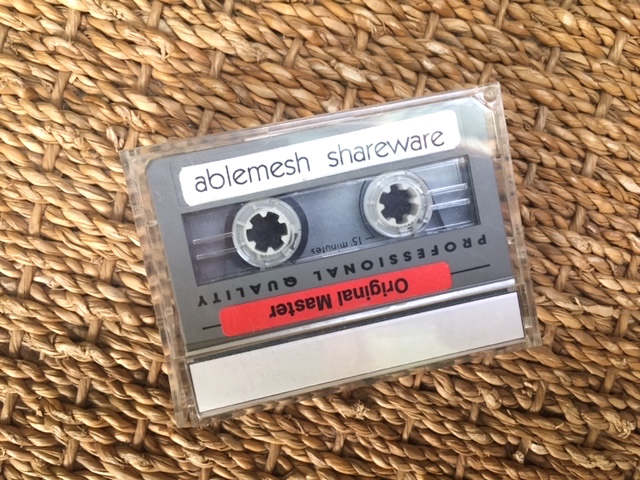 ablemesh shareware
15 minutes
PROFESSIONAL QUALITY
Original Master